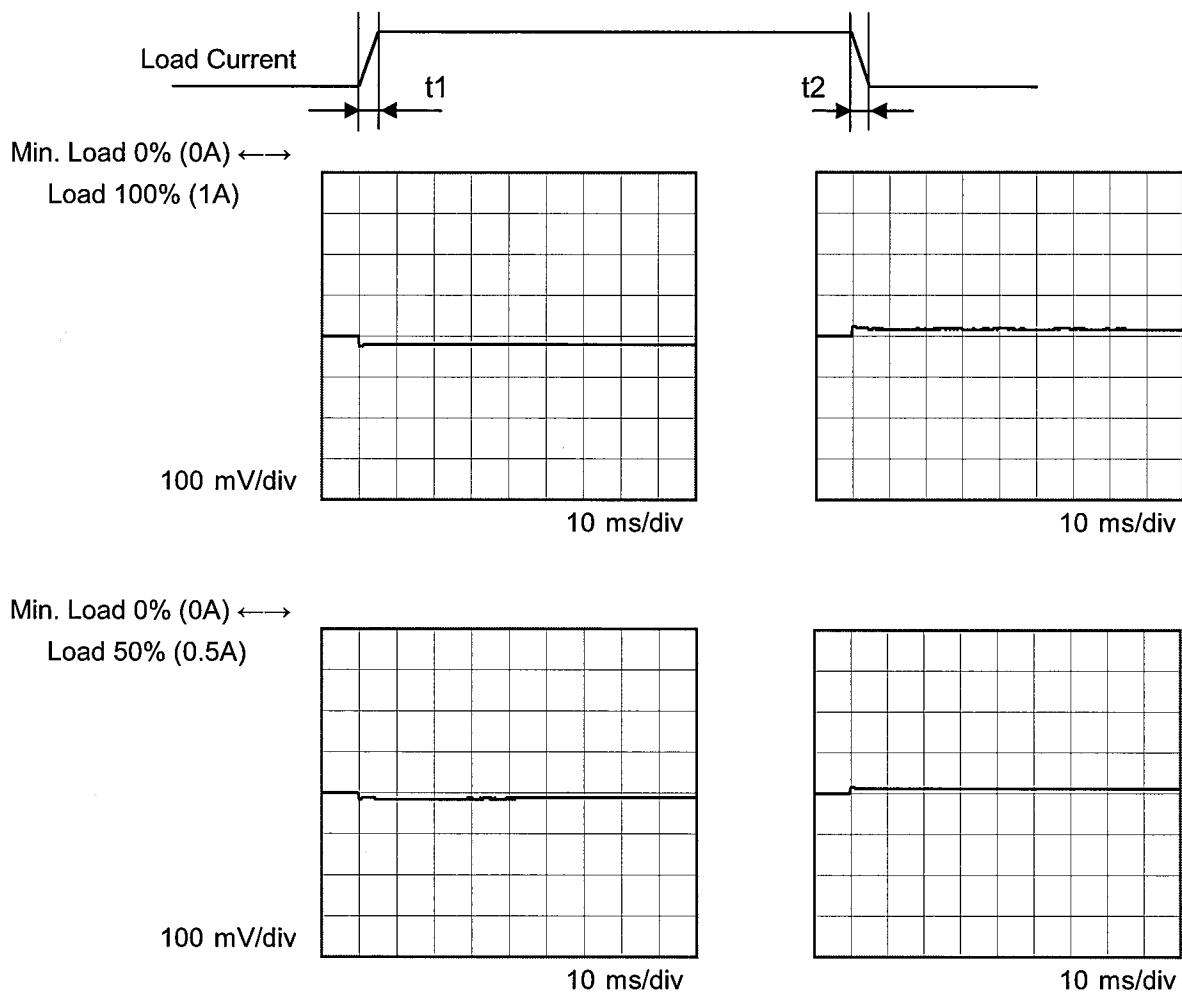 Load Current
t1
t2
Min. Load 0% (0A) ←→
Load 100% (1A)
100 mV/div
10 ms/div
10 ms/div
Min. Load 0% (0A) ←→
Load 50% (0.5A)
100 mV/div
10 ms/div
10 ms/div